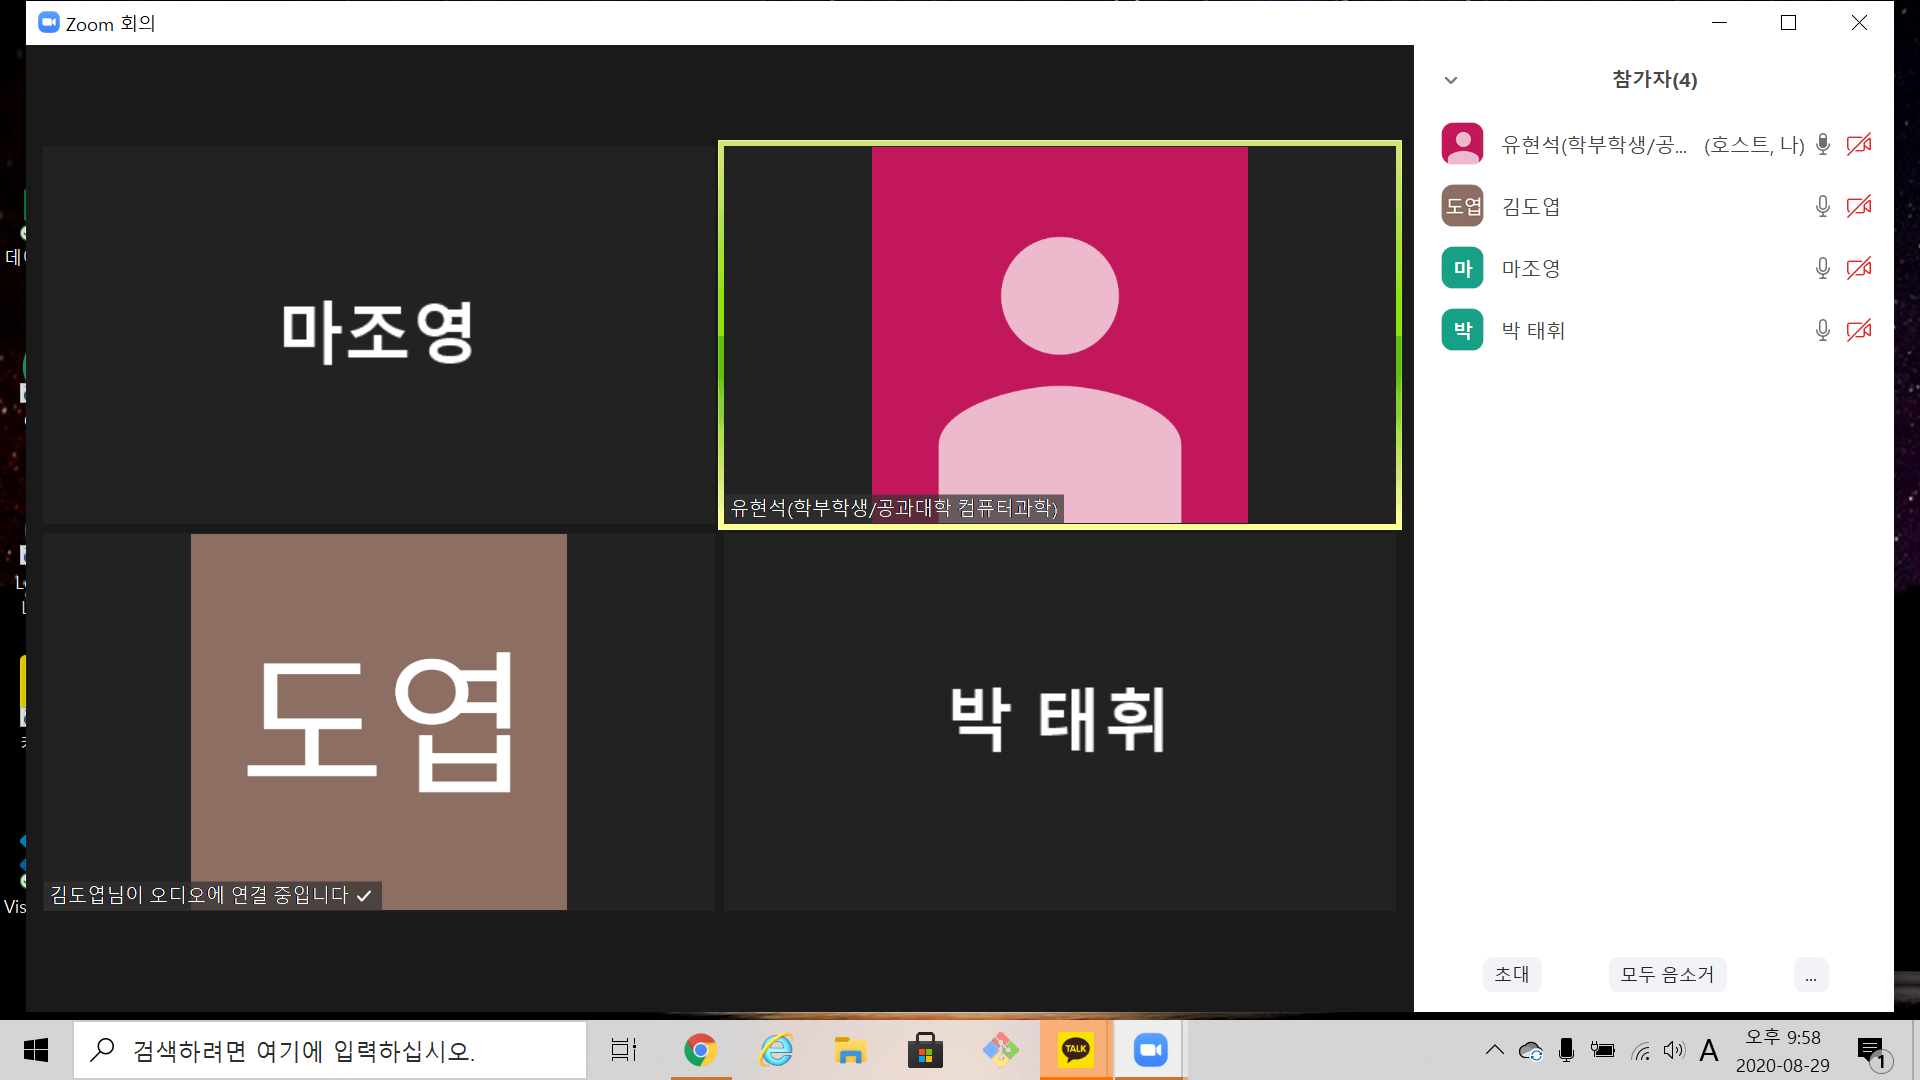 Zoom 회의
참가자(4)
유현석(학부학생/공... (호스트, 나)
도엽 김도엽
마 마조영
박 박 태휘
마조영
유현석(학부학생/공과대학 컴퓨터과학)
도엽
김도엽님이 오디오에 연결 중입니다
박 태휘
초대
모두 음소거
...
Vis
검색하려면 여기에 입력하십시오.
TALK
A
오후 9:58
2020-08-29
1